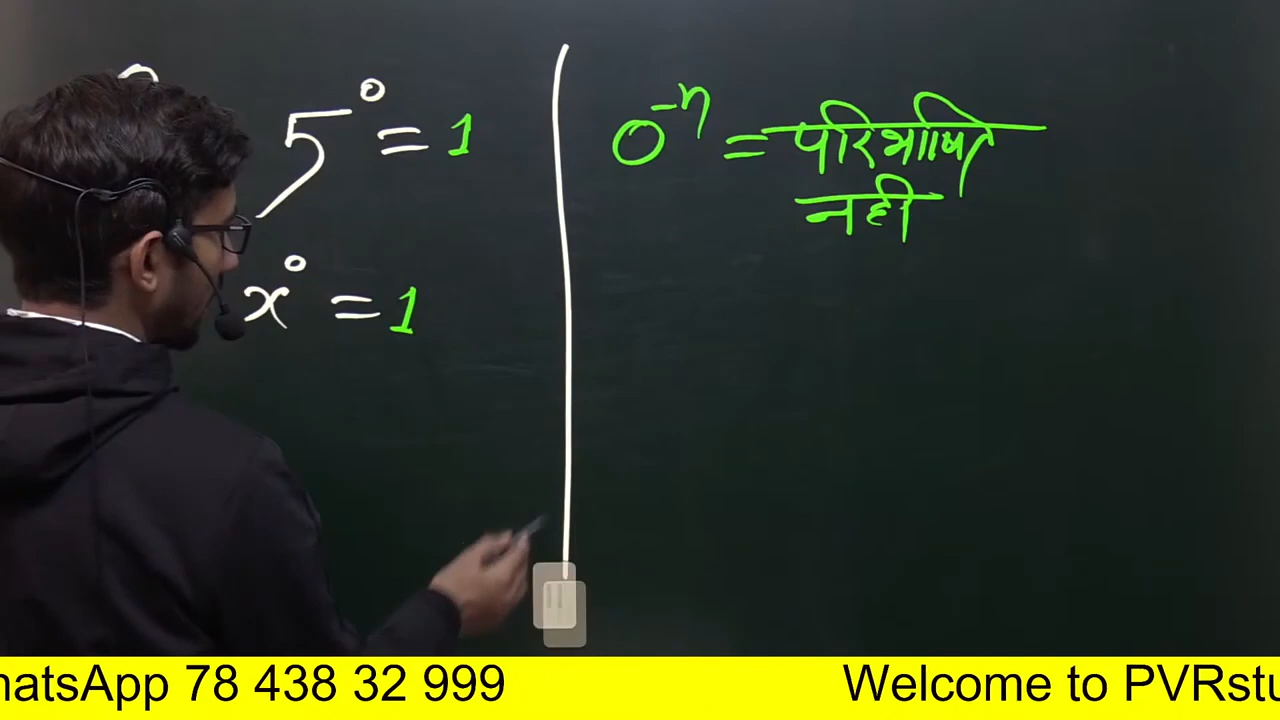 5⁰ = 1
x⁰ = 1
0⁻ⁿ = परिभाषित
नही
hatsApp 78 438 32 999
Welcome to PVRstu